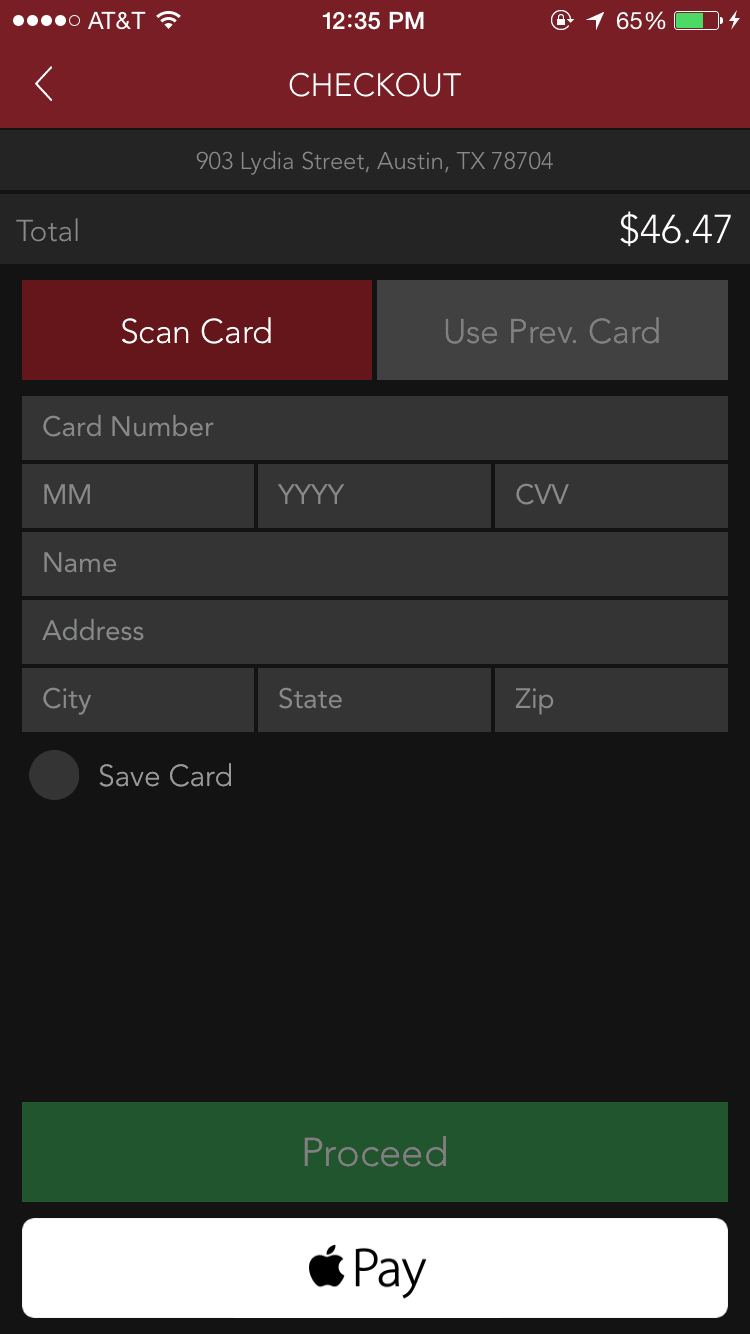 AT&T 12:35 PM 65%
CHECKOUT
903 Lydia Street, Austin, TX 78704
Total $46.47
Scan Card Use Prev. Card
Card Number
MM YYYY CVV
Name
Address
City State Zip
Save Card
Proceed
Pay